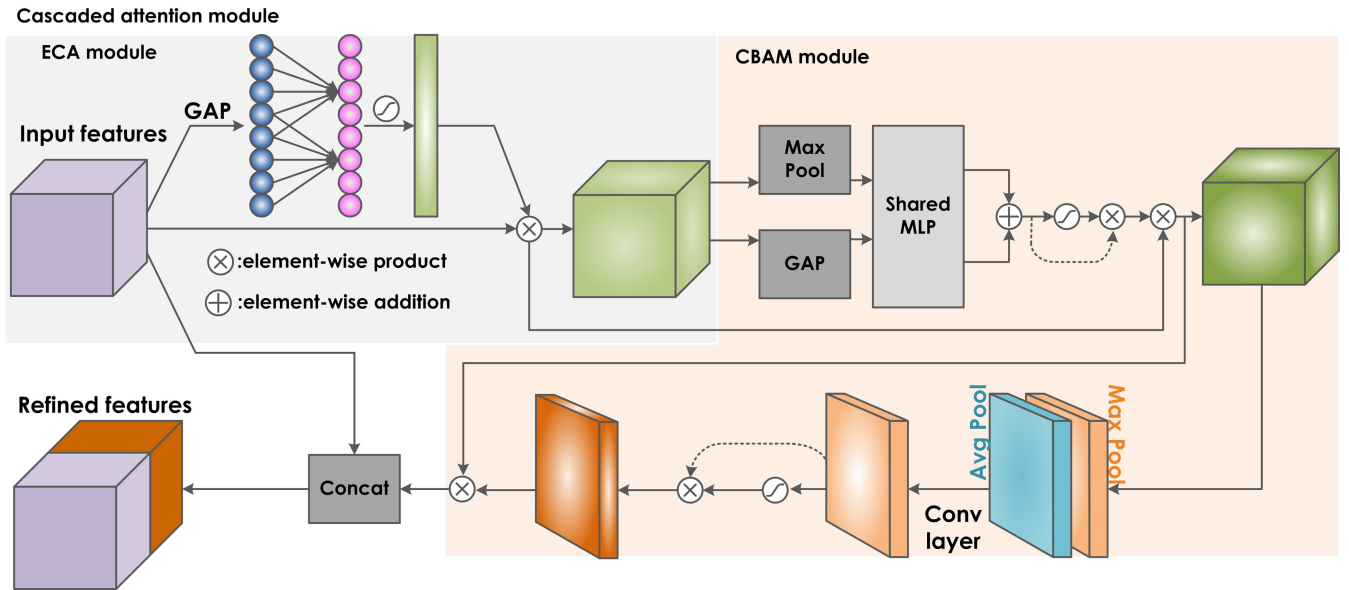 Cascaded attention module
ECA module
CBAM module
GAP
Input features
Max
Pool
Shared
MLP
GAP
:element-wise product
:element-wise addition
Refined features
Avg Pool
Max Pool
Concat
Conv
layer